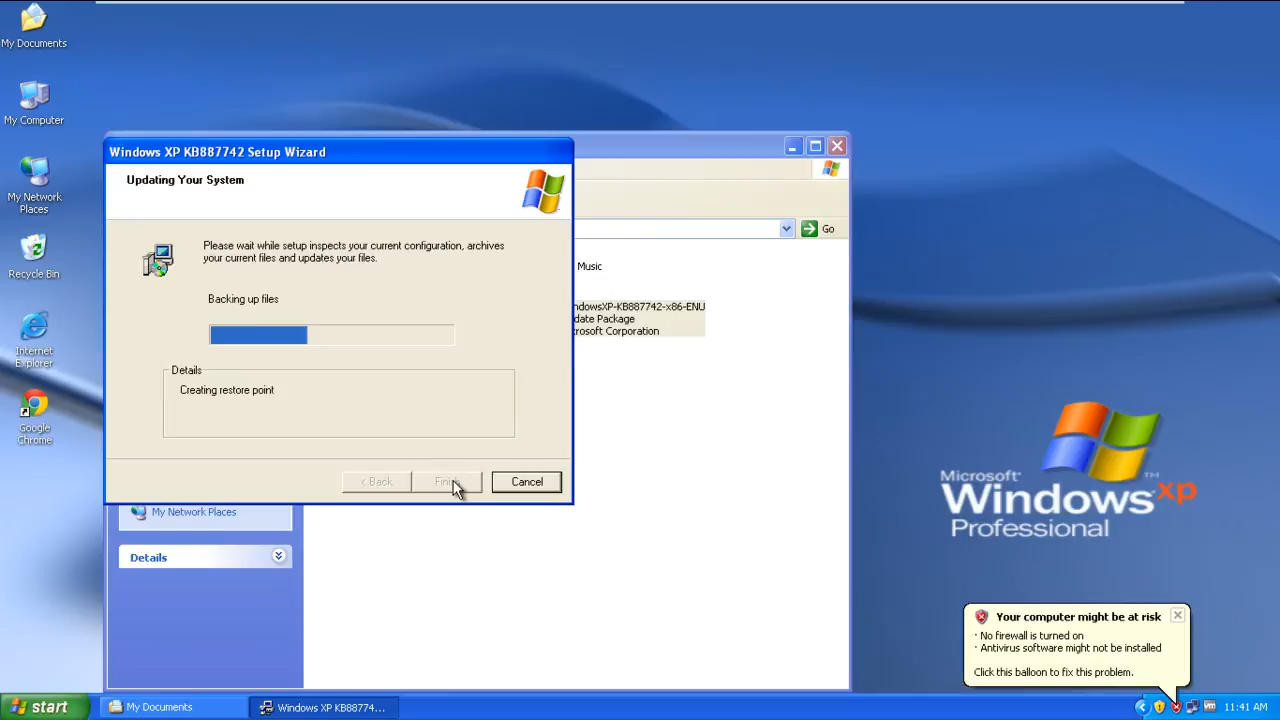 My Documents
My Computer
My Network
Places
Recycle Bin
Internet
Explorer
Google
Chrome
Windows XP KB887742 Setup Wizard
Updating Your System
Please wait while setup inspects your current configuration, archives
your current files and updates your files.
Backing up files
Details
Creating restore point
< Back
Cancel
Go
Music
ndowsXP-KB887742-x86-ENU
date Package
rosoft Corporation
My Network Places
Details
Microsoft
Windows xp
Professional
TM
Your computer might be at risk
· No firewall is turned on
· Antivirus software might not be installed
Click this balloon to fix this problem.
start
My Documents
Windows XP KB88774...
11:41 AM